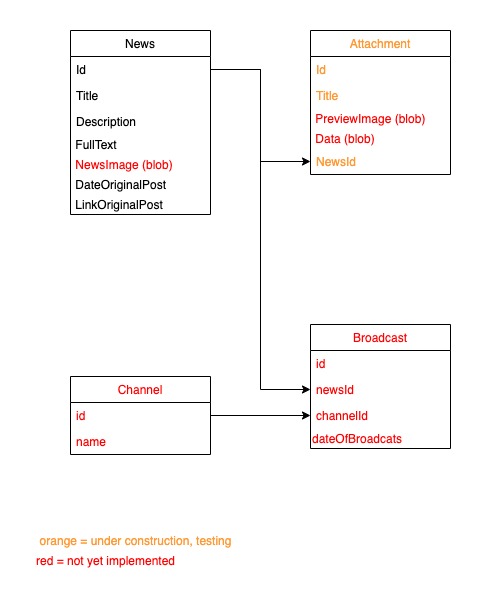 News
Id
Title
Description
FullText
NewsImage (blob)
DateOriginalPost
LinkOriginalPost
Attachment
Id
Title
PreviewImage (blob)
Data (blob)
NewsId
Channel
id
name
Broadcast
id
newsId
channelId
dateOfBroadcats
orange = under construction, testing
red = not yet implemented